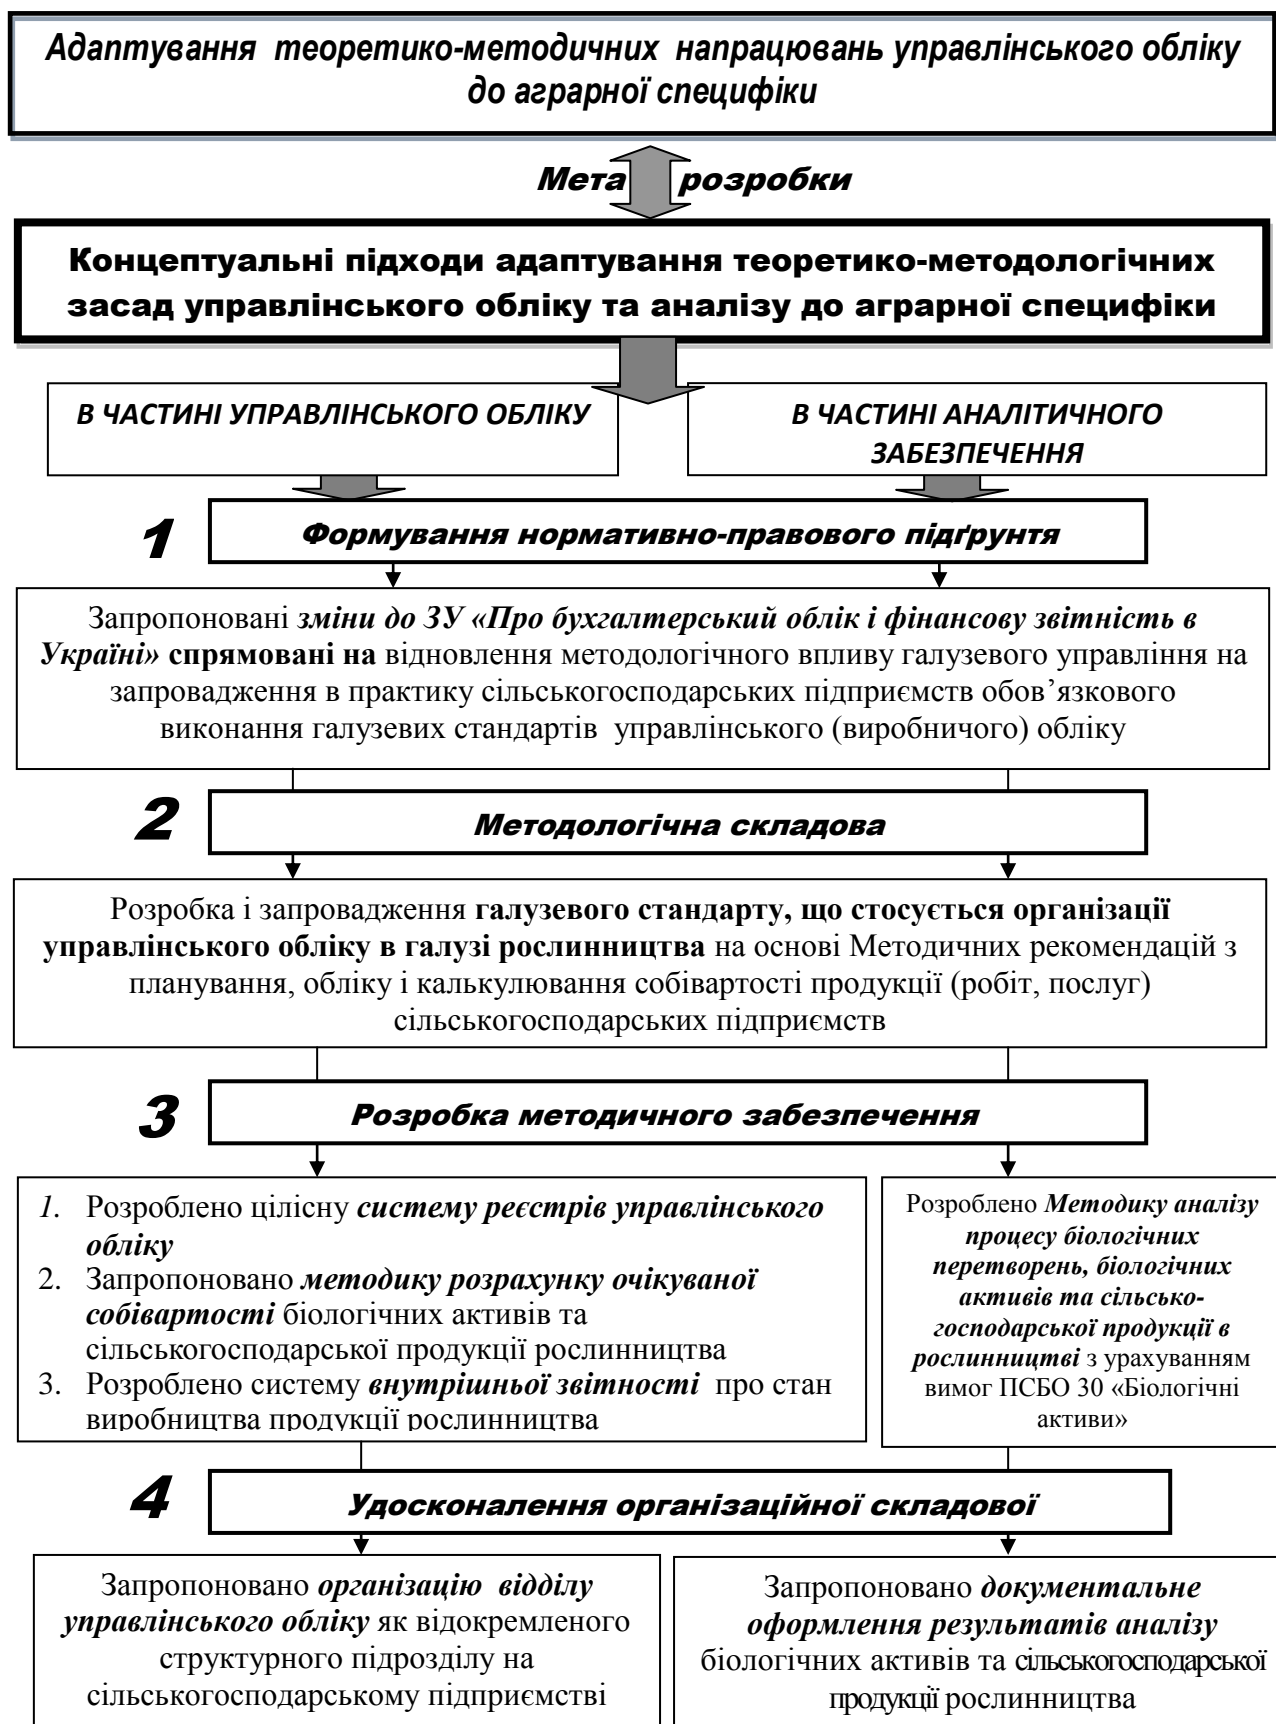 Адаптування теоретико-методичних напрацювань управлінського обліку
до аграрної специфіки
Мета розробки
Концептуальні підходи адаптування теоретико-методологічних
засад управлінського обліку та аналізу до аграрної специфіки
В ЧАСТИНІ УПРАВЛІНСЬКОГО ОБЛІКУ
В ЧАСТИНІ АНАЛІТИЧНОГО
ЗАБЕЗПЕЧЕННЯ
1
Формування нормативно-правового підґрунтя
Запропоновані зміни до ЗУ «Про бухгалтерський облік і фінансову звітність в
Україні» спрямовані на відновлення методологічного впливу галузевого управління на
запровадження в практику сільськогосподарських підприємств обов’язкового
виконання галузевих стандартів управлінського (виробничого) обліку
2
Методологічна складова
Розробка і запровадження галузевого стандарту, що стосується організації
управлінського обліку в галузі рослинництва на основі Методичних рекомендацій з
планування, обліку і калькулювання собівартості продукції (робіт, послуг)
сільськогосподарських підприємств
3
Розробка методичного забезпечення
1. Розроблено цілісну систему реєстрів управлінського
обліку
2. Запропоновано методику розрахунку очікуваної
собівартості біологічних активів та
сільськогосподарської продукції рослинництва
3. Розроблено систему внутрішньої звітності про стан
виробництва продукції рослинництва
Розроблено Методику аналізу
процесу біологічних
перетворень, біологічних
активів та сільсько-
господарської продукції в
рослинництві з урахуванням
вимог ПСБО 30 «Біологічні
активи»
4
Удосконалення організаційної складової
Запропоновано організацію відділу
управлінського обліку як відокремленого
структурного підрозділу на
сільськогосподарському підприємстві
Запропоновано документальне
оформлення результатів аналізу
біологічних активів та сільськогосподарської
продукції рослинництва